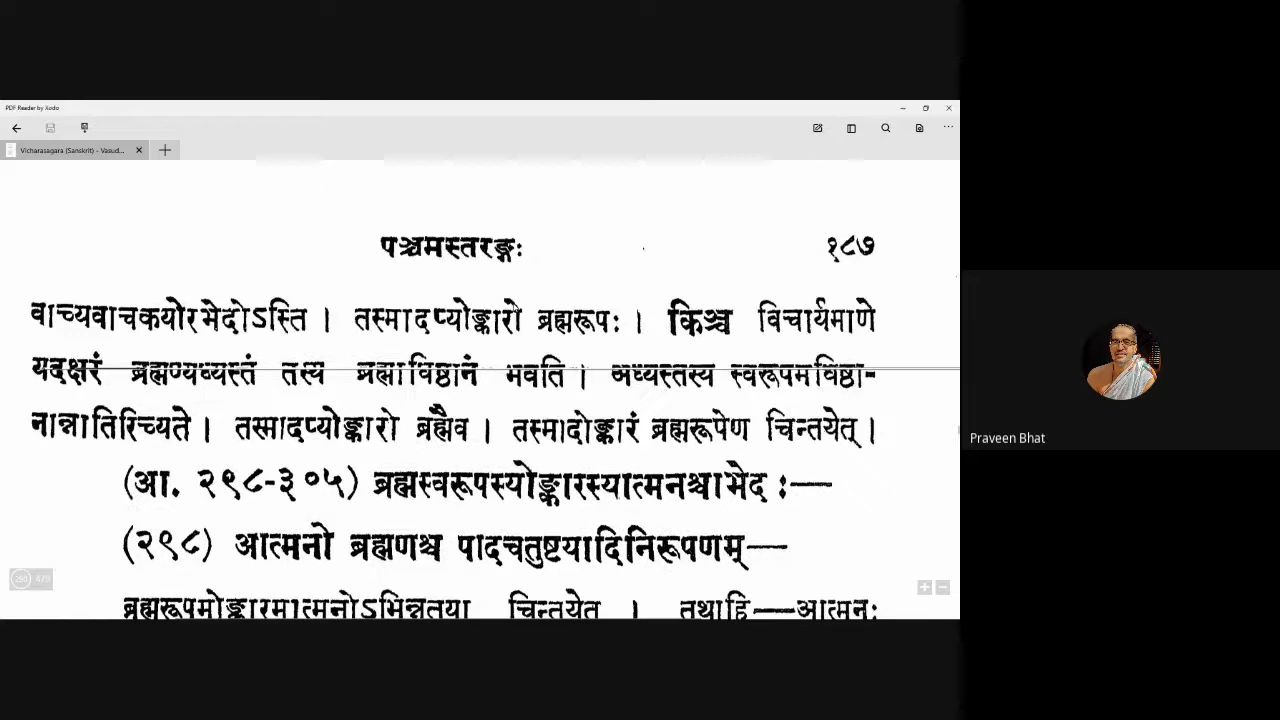 PDF Reader by Xodo
Vicharasagara (Sanskrit) - Vasud...
पञ्चमस्तरङ्गः
१८७
वाच्यवाचकयोरभेदोऽस्ति । तस्मादप्योङ्कारो ब्रह्मरूपः । किञ्च विचार्यमाणे
यदक्षरं ब्रह्मण्यध्यस्तं तस्य ब्रह्माधिष्ठानं भवति । अध्यस्तस्य स्वरूपमधिष्ठा-
नान्नातिरिच्यते । तस्मादप्योङ्कारो ब्रह्मैव । तस्मादोङ्कारं ब्रह्मरूपेण चिन्तयेत् ।
(आ. २९८-३०५) ब्रह्मस्वरूपस्योङ्कारस्यात्मनश्चाभेदः—
(२९८) आत्मनो ब्रह्मणश्च पादचतुष्टयादिनिरूपणम्—
ब्रह्मरूपमोङ्कारमात्मनोऽभिन्नतया चिन्तयेत् । तथाहि—आत्मनः
Praveen Bhat